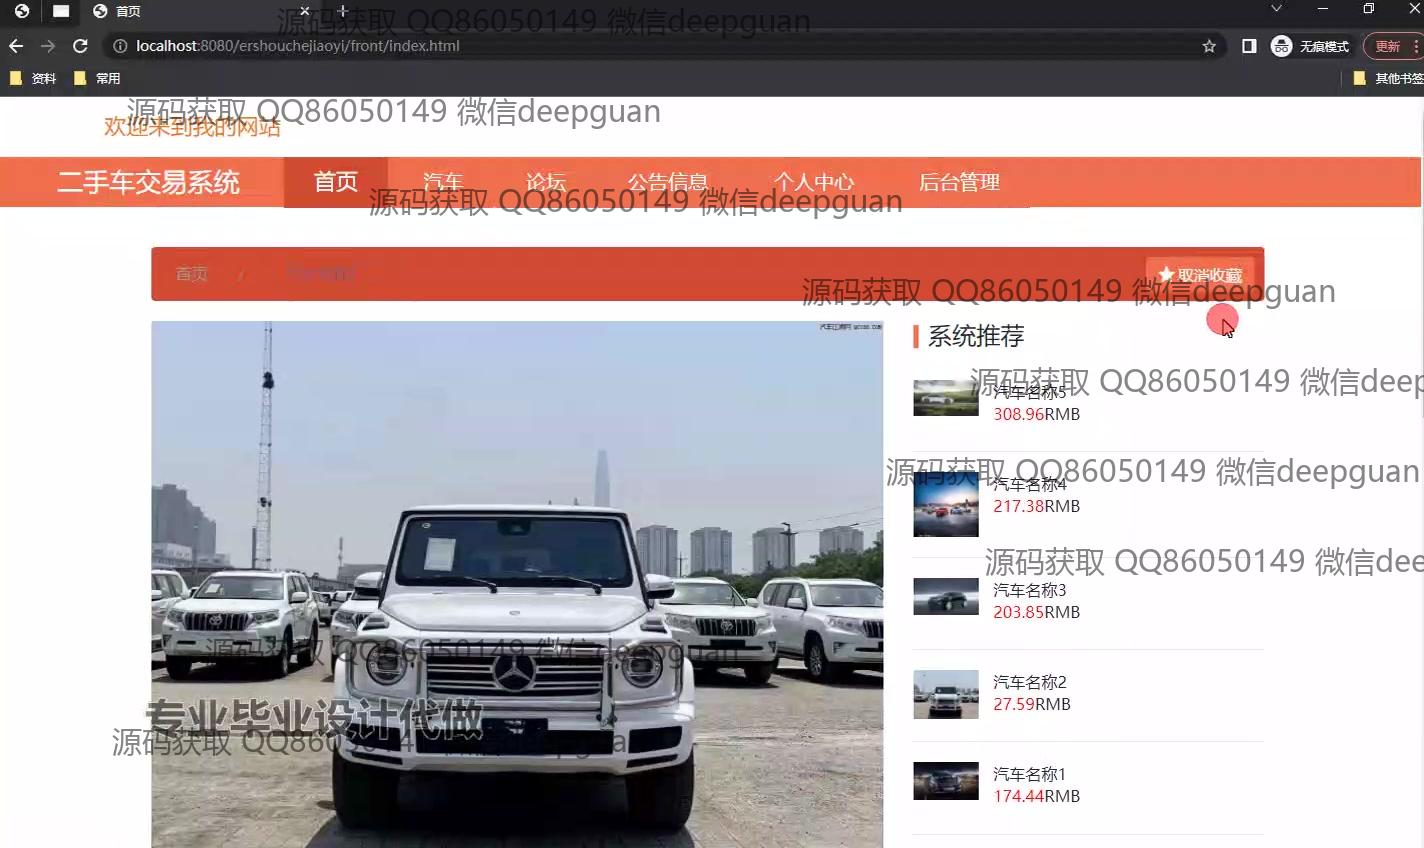 首页
localhost:8080/ershouchejiaoyi/front/index.html
无痕模式
更新
资料
常用
其他书签
源码获取 QQ86050149 微信deepguan
源码获取 QQ86050149 微信deepguan
欢迎来到我的网站
二手车交易系统
首页
汽车
论坛
公告信息
个人中心
后台管理
源码获取 QQ86050149 微信deepguan
首页 /
取消收藏
源码获取 QQ86050149 微信deepguan
系统推荐
源码获取 QQ86050149 微信deep
汽车名称5
308.96RMB
源码获取 QQ86050149 微信deepguan
汽车名称4
217.38RMB
源码获取 QQ86050149 微信dee
汽车名称3
203.85RMB
源码获取 QQ86050149 微信deepguan
汽车名称2
27.59RMB
专业毕业设计代做
源码获取 QQ86050149 微信deepguan
汽车名称1
174.44RMB